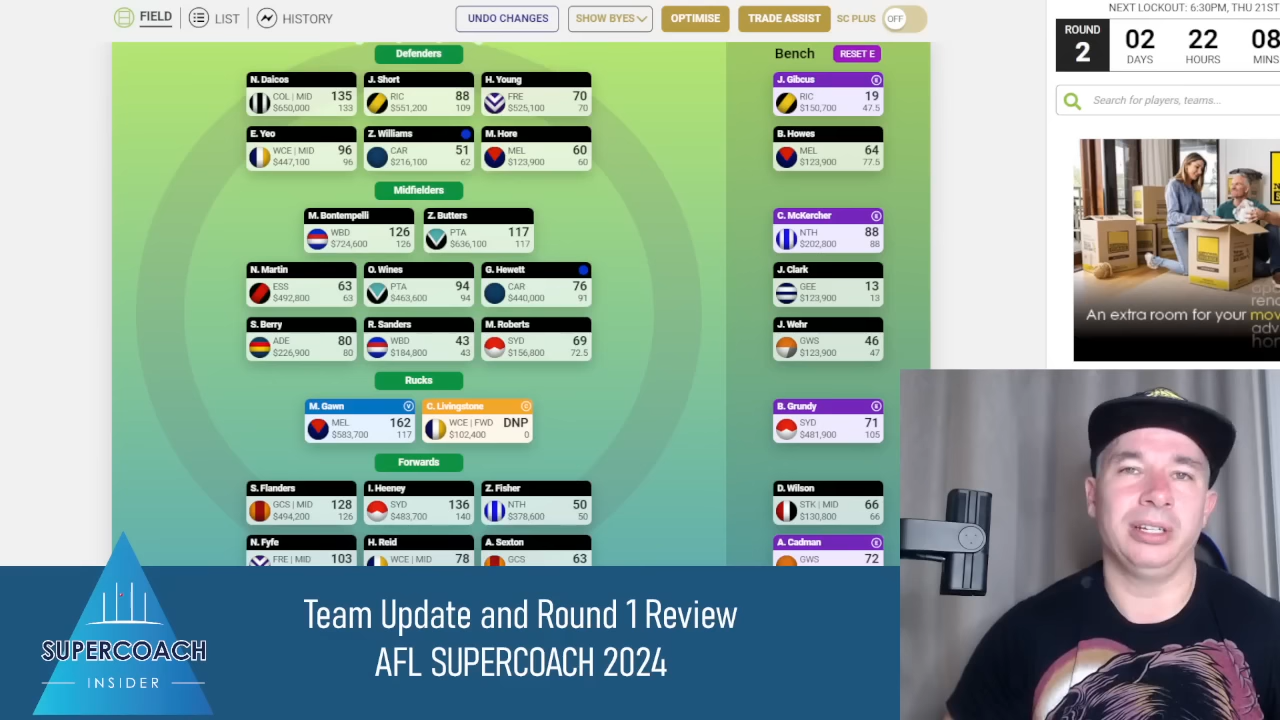 FIELD
LIST
HISTORY
UNDO CHANGES
SHOW BYES
OPTIMISE
TRADE ASSIST
SC PLUS
OFF
Defenders
Bench
RESET E
N. Daicos
COL | MID 135
$650,000 133
J. Short
RIC 88
$551,200 109
H. Young
FRE 70
$525,100 70
J. Gibcus E
RIC 19
$150,700 47.5
E. Yeo
WCE | MID 96
$447,100 96
Z. Williams
CAR 51
$216,100 62
M. Hore
MEL 60
$123,900 60
B. Howes
MEL 64
$123,900 77.5
Midfielders
M. Bontempelli
WBD 126
$724,600 126
Z. Butters
PTA 117
$636,100 117
C. McKercher E
NTH 88
$202,800 88
N. Martin
ESS 63
$492,800 63
O. Wines
PTA 94
$463,600 94
G. Hewett
CAR 76
$440,000 91
J. Clark
GEE 13
$123,900 13
S. Berry
ADE 80
$226,900 80
R. Sanders
WBD 43
$184,800 43
M. Roberts
SYD 69
$156,800 72.5
J. Wehr
GWS 46
$123,900 47
Rucks
M. Gawn V
MEL 162
$583,700 117
C. Livingstone C
WCE | FWD DNP
$102,400 0
B. Grundy E
SYD 71
$481,900 105
Forwards
S. Flanders
GCS | MID 128
$494,200 126
I. Heeney
SYD 136
$483,700 140
Z. Fisher
NTH 50
$378,600 50
D. Wilson
STK | MID 66
$130,800 66
N. Fyfe
FRE | MID 103
H. Reid
WCE | MID 78
A. Sexton
GCS 63
A. Cadman E
GWS 72
NEXT LOCKOUT: 6:30PM, THU 21ST
ROUND
2
02
DAYS
22
HOURS
08
MINS
Search for players, teams...
An extra room for your mov
SUPERCOACH
INSIDER
Team Update and Round 1 Review
AFL SUPERCOACH 2024